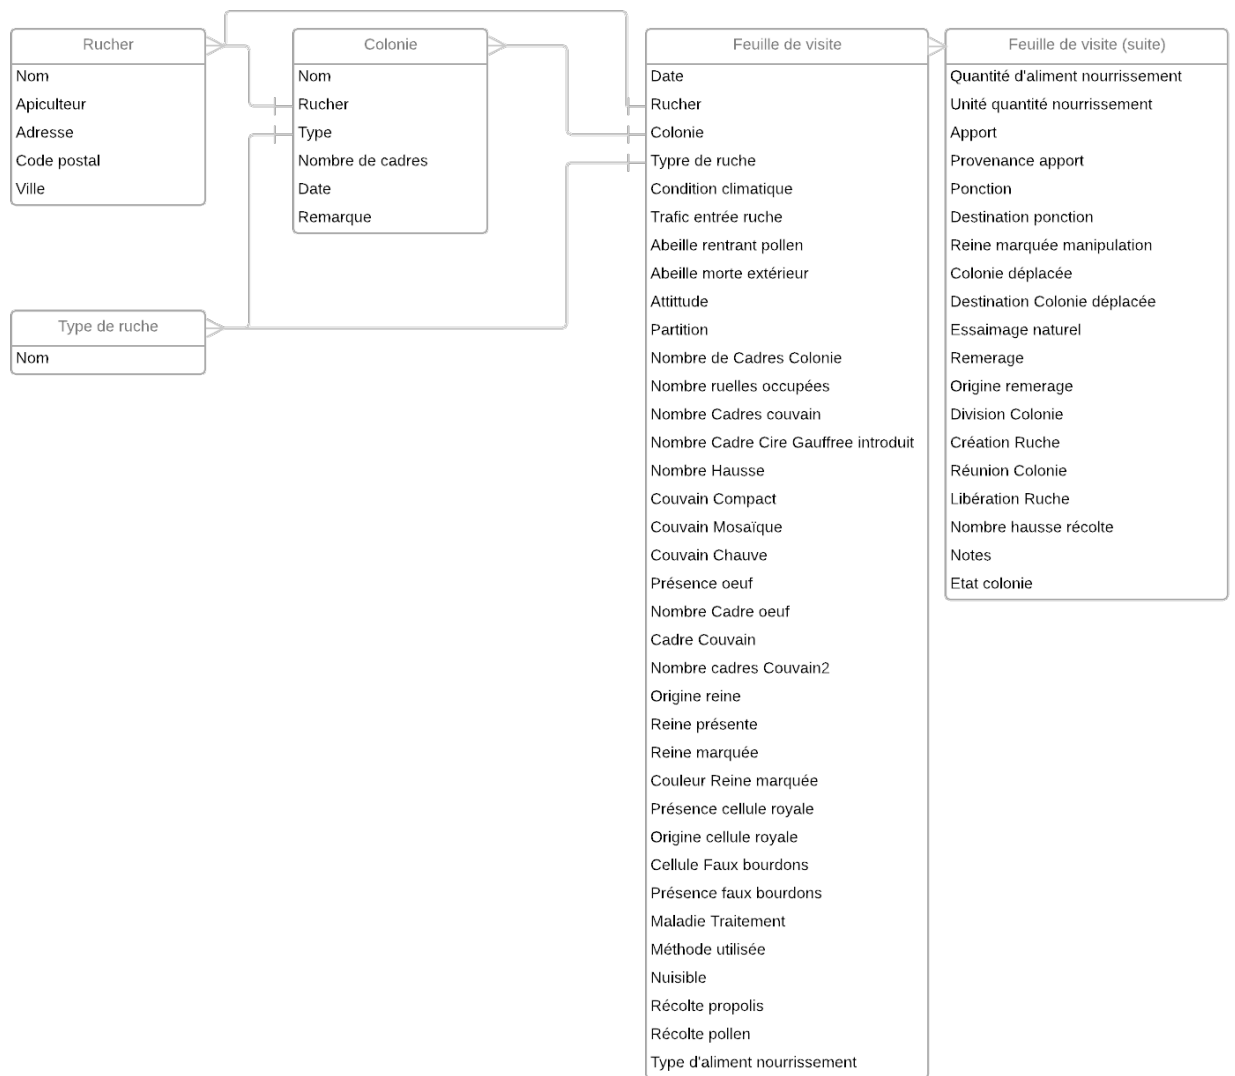 Rucher
Nom
Apiculteur
Adresse
Code postal
Ville
Colonie
Nom
Rucher
Type
Nombre de cadres
Date
Remarque
Type de ruche
Nom
Feuille de visite
Date
Rucher
Colonie
Typre de ruche
Condition climatique
Trafic entrée ruche
Abeille rentrant pollen
Abeille morte extérieur
Attittude
Partition
Nombre de Cadres Colonie
Nombre ruelles occupées
Nombre Cadres couvain
Nombre Cadre Cire Gauffree introduit
Nombre Hausse
Couvain Compact
Couvain Mosaïque
Couvain Chauve
Présence oeuf
Nombre Cadre oeuf
Cadre Couvain
Nombre cadres Couvain2
Origine reine
Reine présente
Reine marquée
Couleur Reine marquée
Présence cellule royale
Origine cellule royale
Cellule Faux bourdons
Présence faux bourdons
Maladie Traitement
Méthode utilisée
Nuisible
Récolte propolis
Récolte pollen
Type d'aliment nourrissement
Feuille de visite (suite)
Quantité d'aliment nourrissement
Unité quantité nourrissement
Apport
Provenance apport
Ponction
Destination ponction
Reine marquée manipulation
Colonie déplacée
Destination Colonie déplacée
Essaimage naturel
Remerage
Origine remerage
Division Colonie
Création Ruche
Réunion Colonie
Libération Ruche
Nombre hausse récolte
Notes
Etat colonie